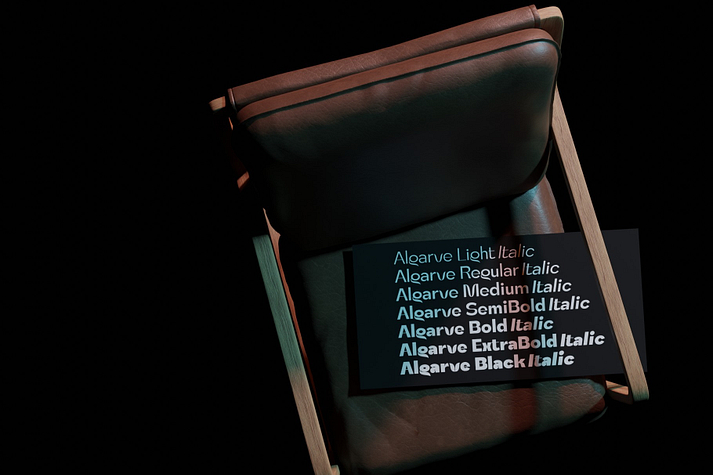 Algarve Light Italic
Algarve Regular Italic
Algarve Medium Italic
Algarve SemiBold Italic
Algarve Bold Italic
Algarve ExtraBold Italic
Algarve Black Italic